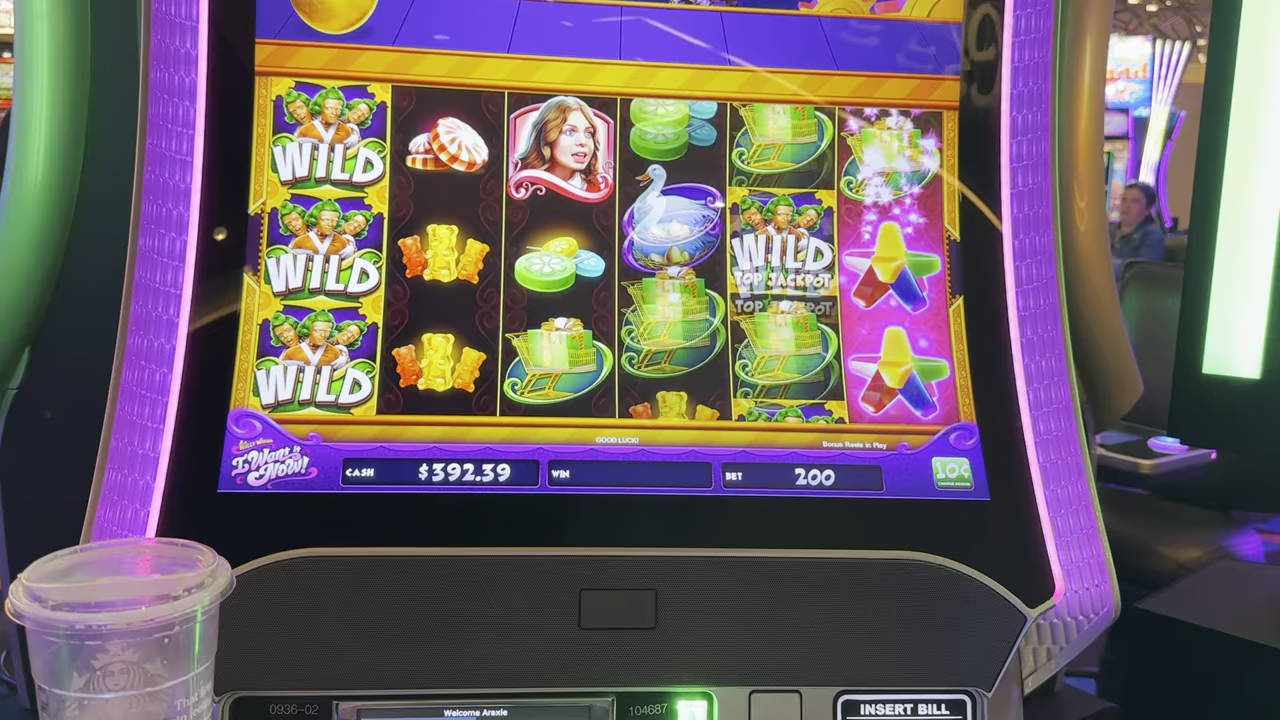 WILD
WILD
WILD
TOP JACKPOT
TOP JACKPOT
WILD
GOOD LUCK!
Bonus Reels in Play
I Want it
Now!
CASH $392.39 WIN BET 200 10¢
0936-02
Welcome Araxie
104687
INSERT BILL